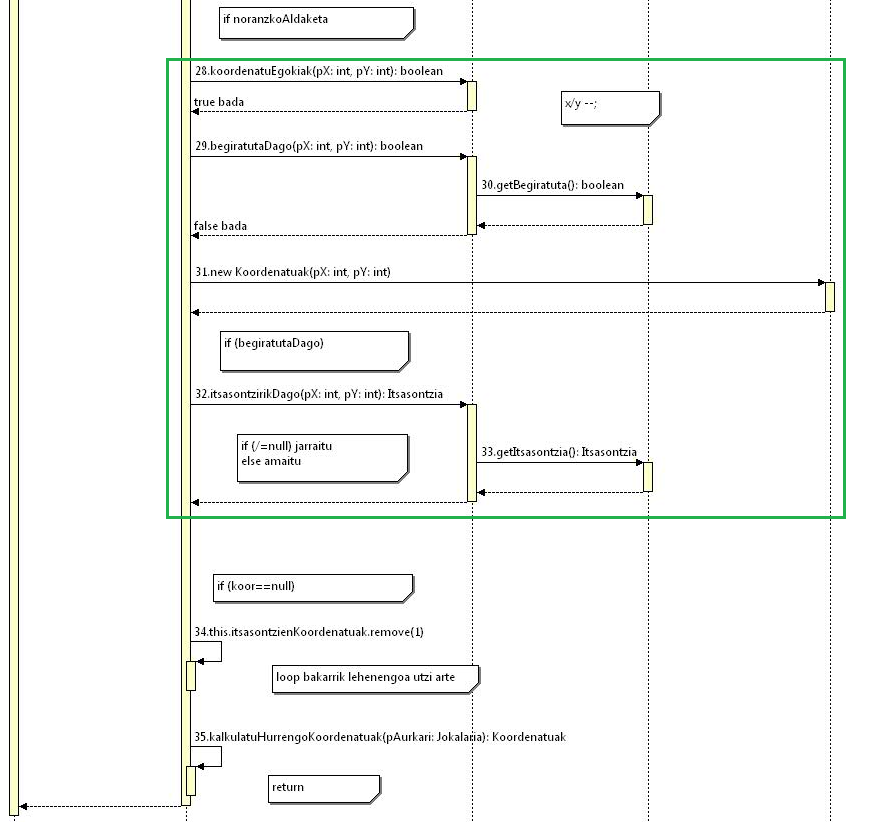 if noranzkoAldaketa
28.koordenatuEgokiak(pX: int, pY: int): boolean
true bada
x/y --;
29.begiratutaDago(pX: int, pY: int): boolean
30.getBegiratuta(): boolean
false bada
31.new Koordenatuak(pX: int, pY: int)
if (begiratutaDago)
32.itsasontzirikDago(pX: int, pY: int): Itsasontzia
if (/=null) jarraitu
else amaitu
33.getItsasontzia(): Itsasontzia
if (koor==null)
34.this.itsasontzienKoordenatuak.remove(1)
loop bakarrik lehenengoa utzi arte
35.kalkulatuHurrengoKoordenatuak(pAurkari: Jokalaria): Koordenatuak
return